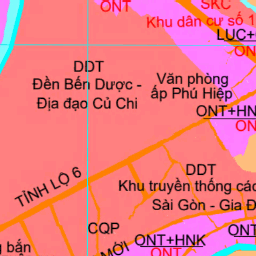 ONT
SKC
Khu dân cư số 1
LUC+
ONT
DDT
Đền Bến Dược -
Địa đạo Củ Chi
Văn phòng
ấp Phú Hiệp
ONT+HNK
TỈNH LỘ 6
DDT
Khu truyền thống các
Sài Gòn - Gia Đ
CQP
ONT+HNK
ONT
MỚI
g bắn